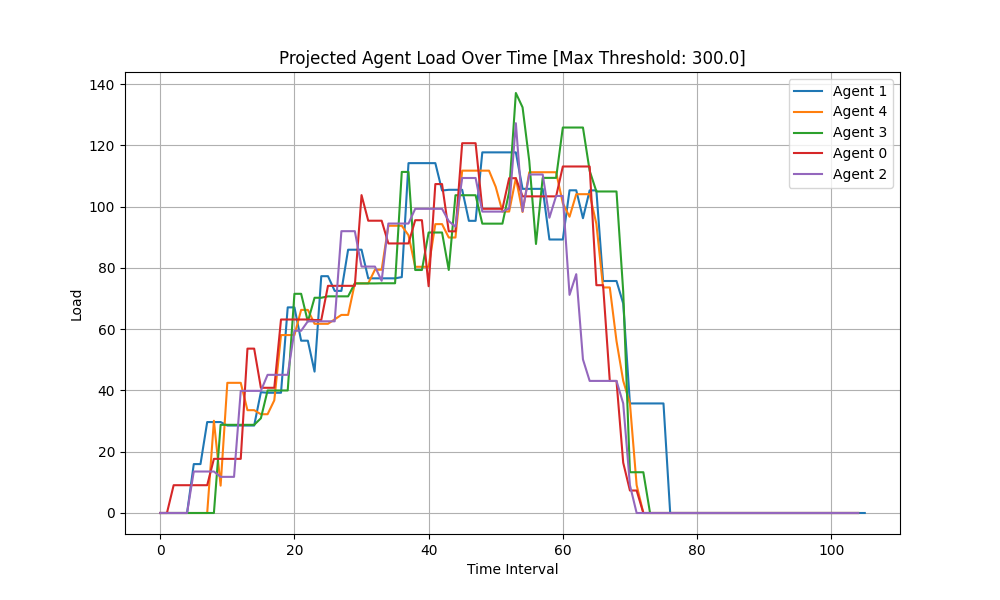 Projected Agent Load Over Time [Max Threshold: 300.0]
140
120
100
80
60
40
20
0
Load
Agent 1
Agent 4
Agent 3
Agent 0
Agent 2
0 20 40 60 80 100
Time Interval